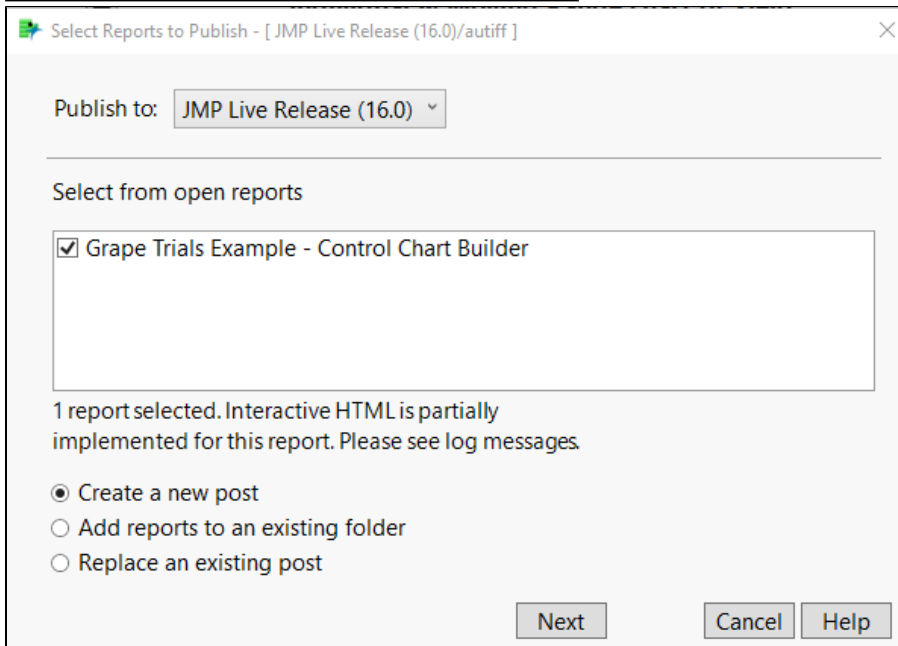 Select Reports to Publish - [ JMP Live Release (16.0)/autiff ]
Publish to: JMP Live Release (16.0)
Select from open reports
Grape Trials Example - Control Chart Builder
1 report selected. Interactive HTML is partially
implemented for this report. Please see log messages.
Create a new post
Add reports to an existing folder
Replace an existing post
Next Cancel Help